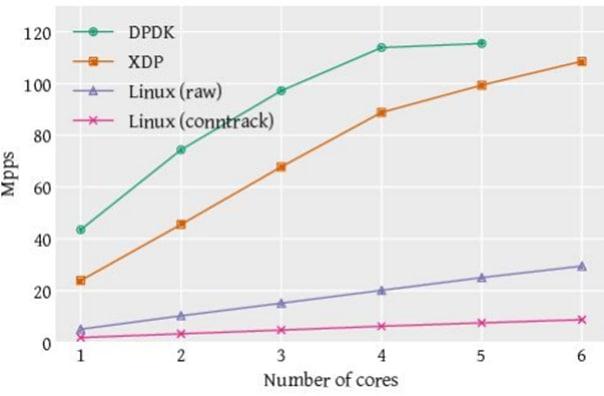 DPDK
XDP
Linux (raw)
Linux (conntrack)
Mpps
120
100
80
60
40
20
0
1 2 3 4 5 6
Number of cores